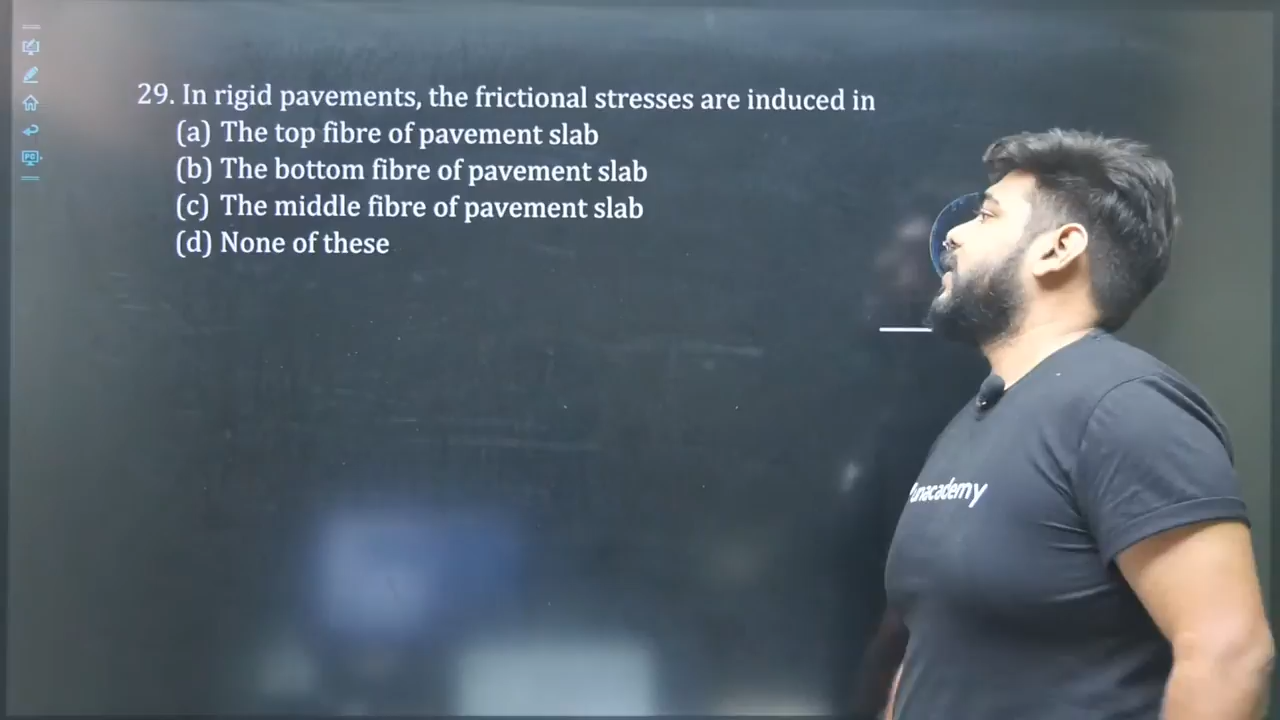 29. In rigid pavements, the frictional stresses are induced in
(a) The top fibre of pavement slab
(b) The bottom fibre of pavement slab
(c) The middle fibre of pavement slab
(d) None of these
unacademy